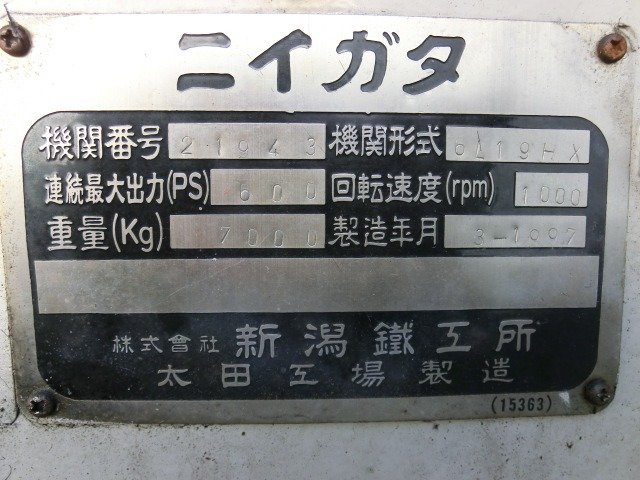 ニイガタ
機関番号 21943 機関形式 6L19HX
連続最大出力(PS) 600 回転速度(rpm) 1000
重量(Kg) 7000 製造年月 3-1997
株式會社 新潟鐵工所
太田工場製造
(15363)